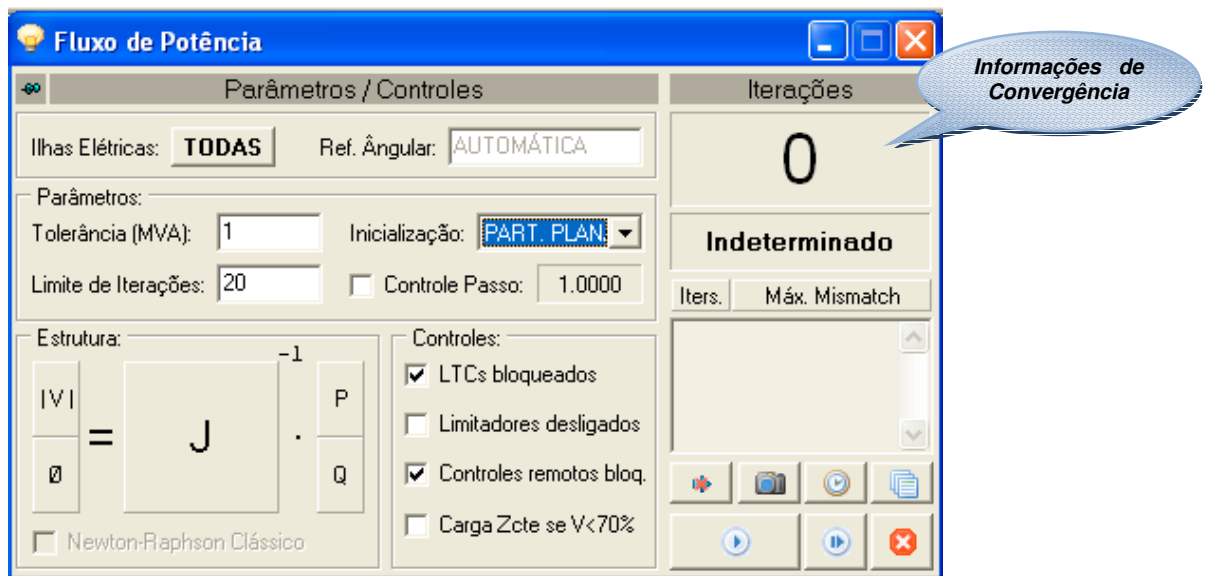 Fluxo de Potência
Informações de
Convergência
Parâmetros / Controles
Iterações
Ilhas Elétricas: TODAS Ref. Ângular: AUTOMÁTICA
0
Parâmetros:
Tolerância (MVA): 1 Inicialização: PART. PLAN.
Indeterminado
Limite de Iterações: 20 Controle Passo: 1.0000
Iters. Máx. Mismatch
Estrutura:
|V|
Ø
=
J
-1
.
P
Q
Newton-Raphson Clássico
Controles:
LTCs bloqueados
Limitadores desligados
Controles remotos bloq.
Carga Zcte se V<70%